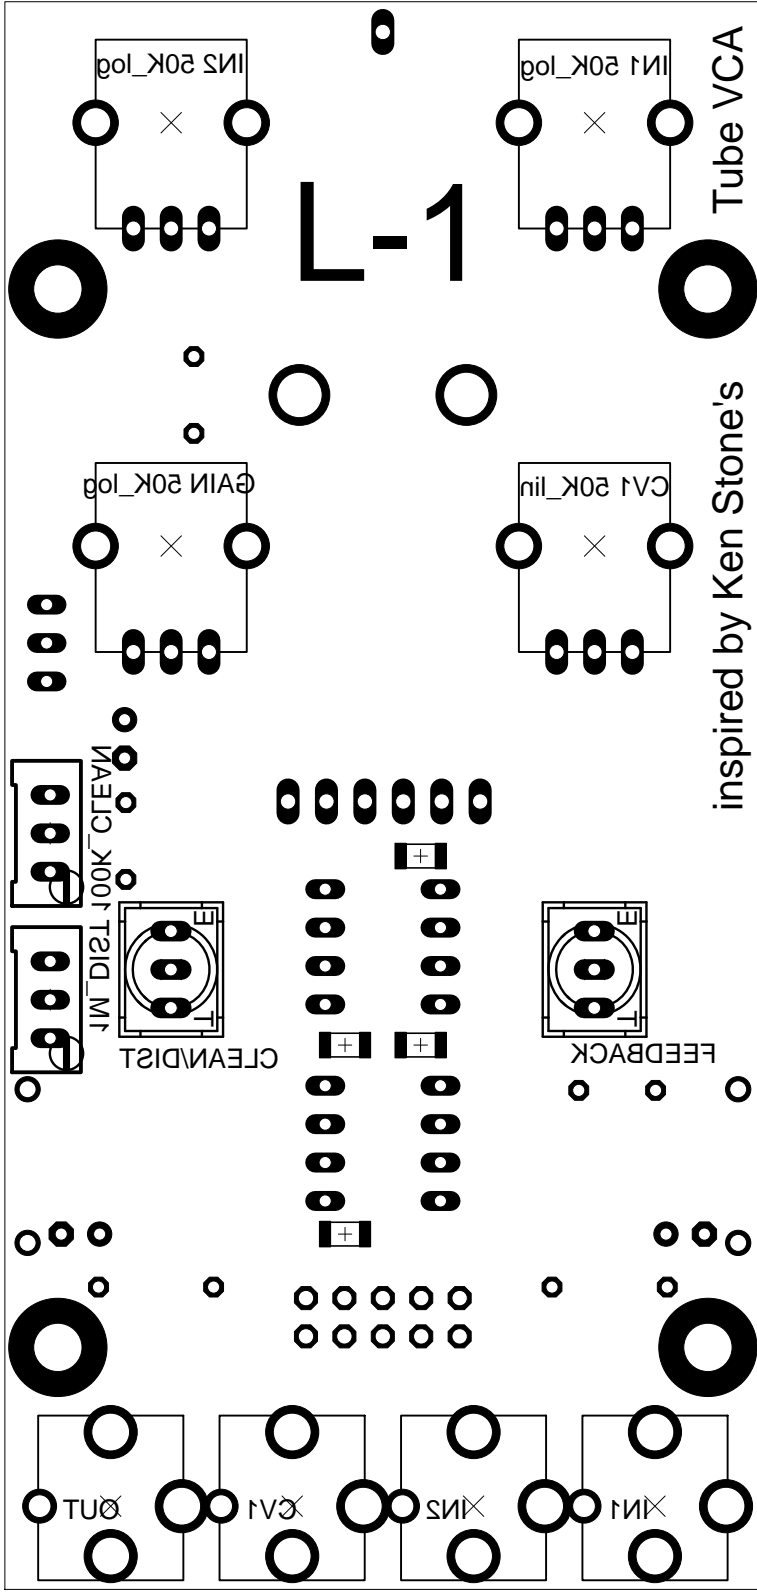 IN2 50K_log
IN1 50K_log
Tube VCA
L-1
GAIN 50K_log
CV1 50K_lin
inspired by Ken Stone's
100K_CLEAN
1M_DIST
E
T
E
T
CLEAN/DIST
FEEDBACK
OUT
CV1
IN2
IN1